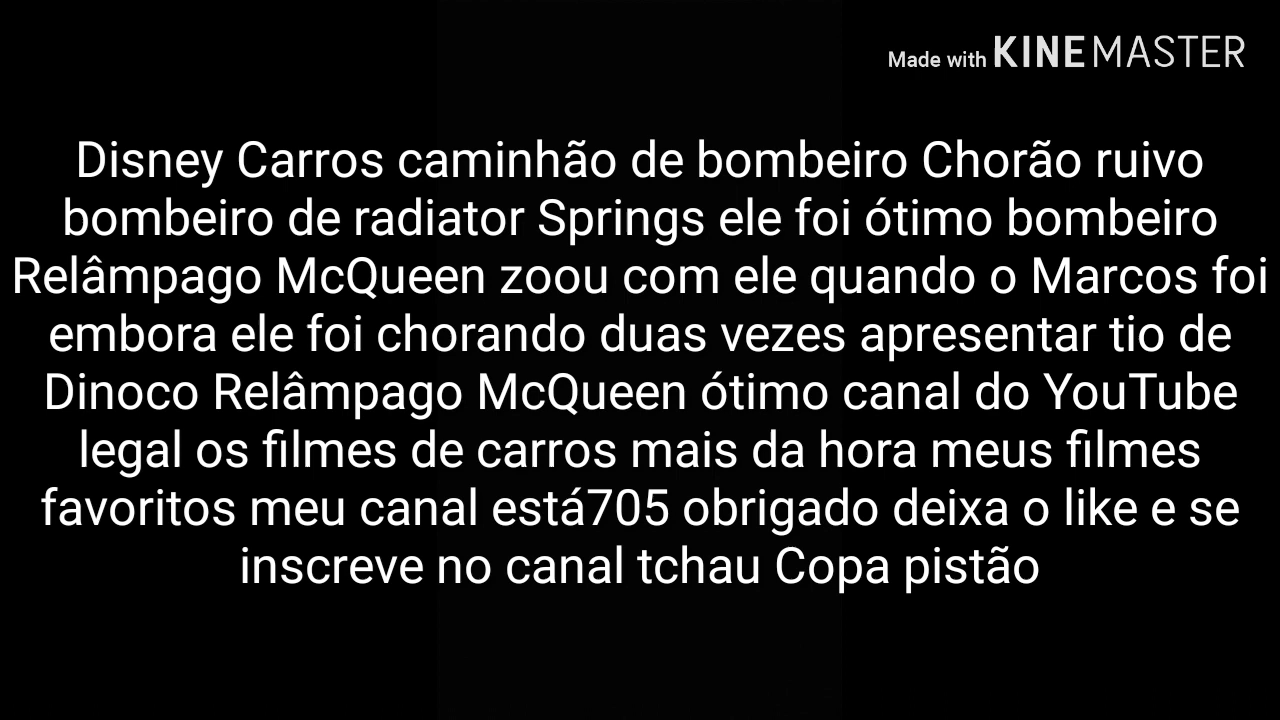 Made with KINEMASTER
Disney Carros caminhão de bombeiro Chorão ruivo
bombeiro de radiator Springs ele foi ótimo bombeiro
Relâmpago McQueen zoou com ele quando o Marcos foi
embora ele foi chorando duas vezes apresentar tio de
Dinoco Relâmpago McQueen ótimo canal do YouTube
legal os filmes de carros mais da hora meus filmes
favoritos meu canal está705 obrigado deixa o like e se
inscreve no canal tchau Copa pistão